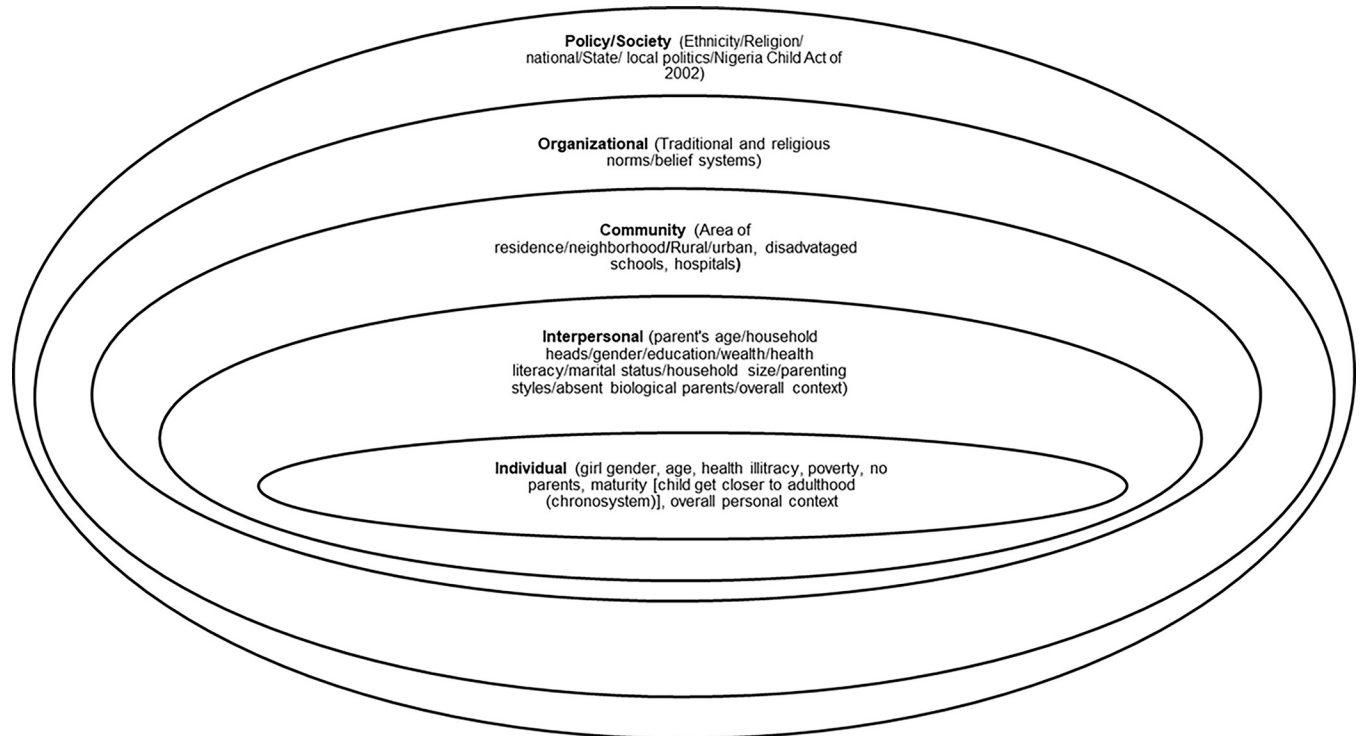 Policy/Society (Ethnicity/Religion/
national/State/ local politics/Nigeria Child Act of
2002)
Organizational (Traditional and religious
norms/belief systems)
Community (Area of
residence/neighborhood/Rural/urban, disadvataged
schools, hospitals)
Interpersonal (parent's age/household
heads/gender/education/wealth/health
literacy/marital status/household size/parenting
styles/absent biological parents/overall context)
Individual (girl gender, age, health illitracy, poverty, no
parents, maturity [child get closer to adulthood
(chronosystem)], overall personal context